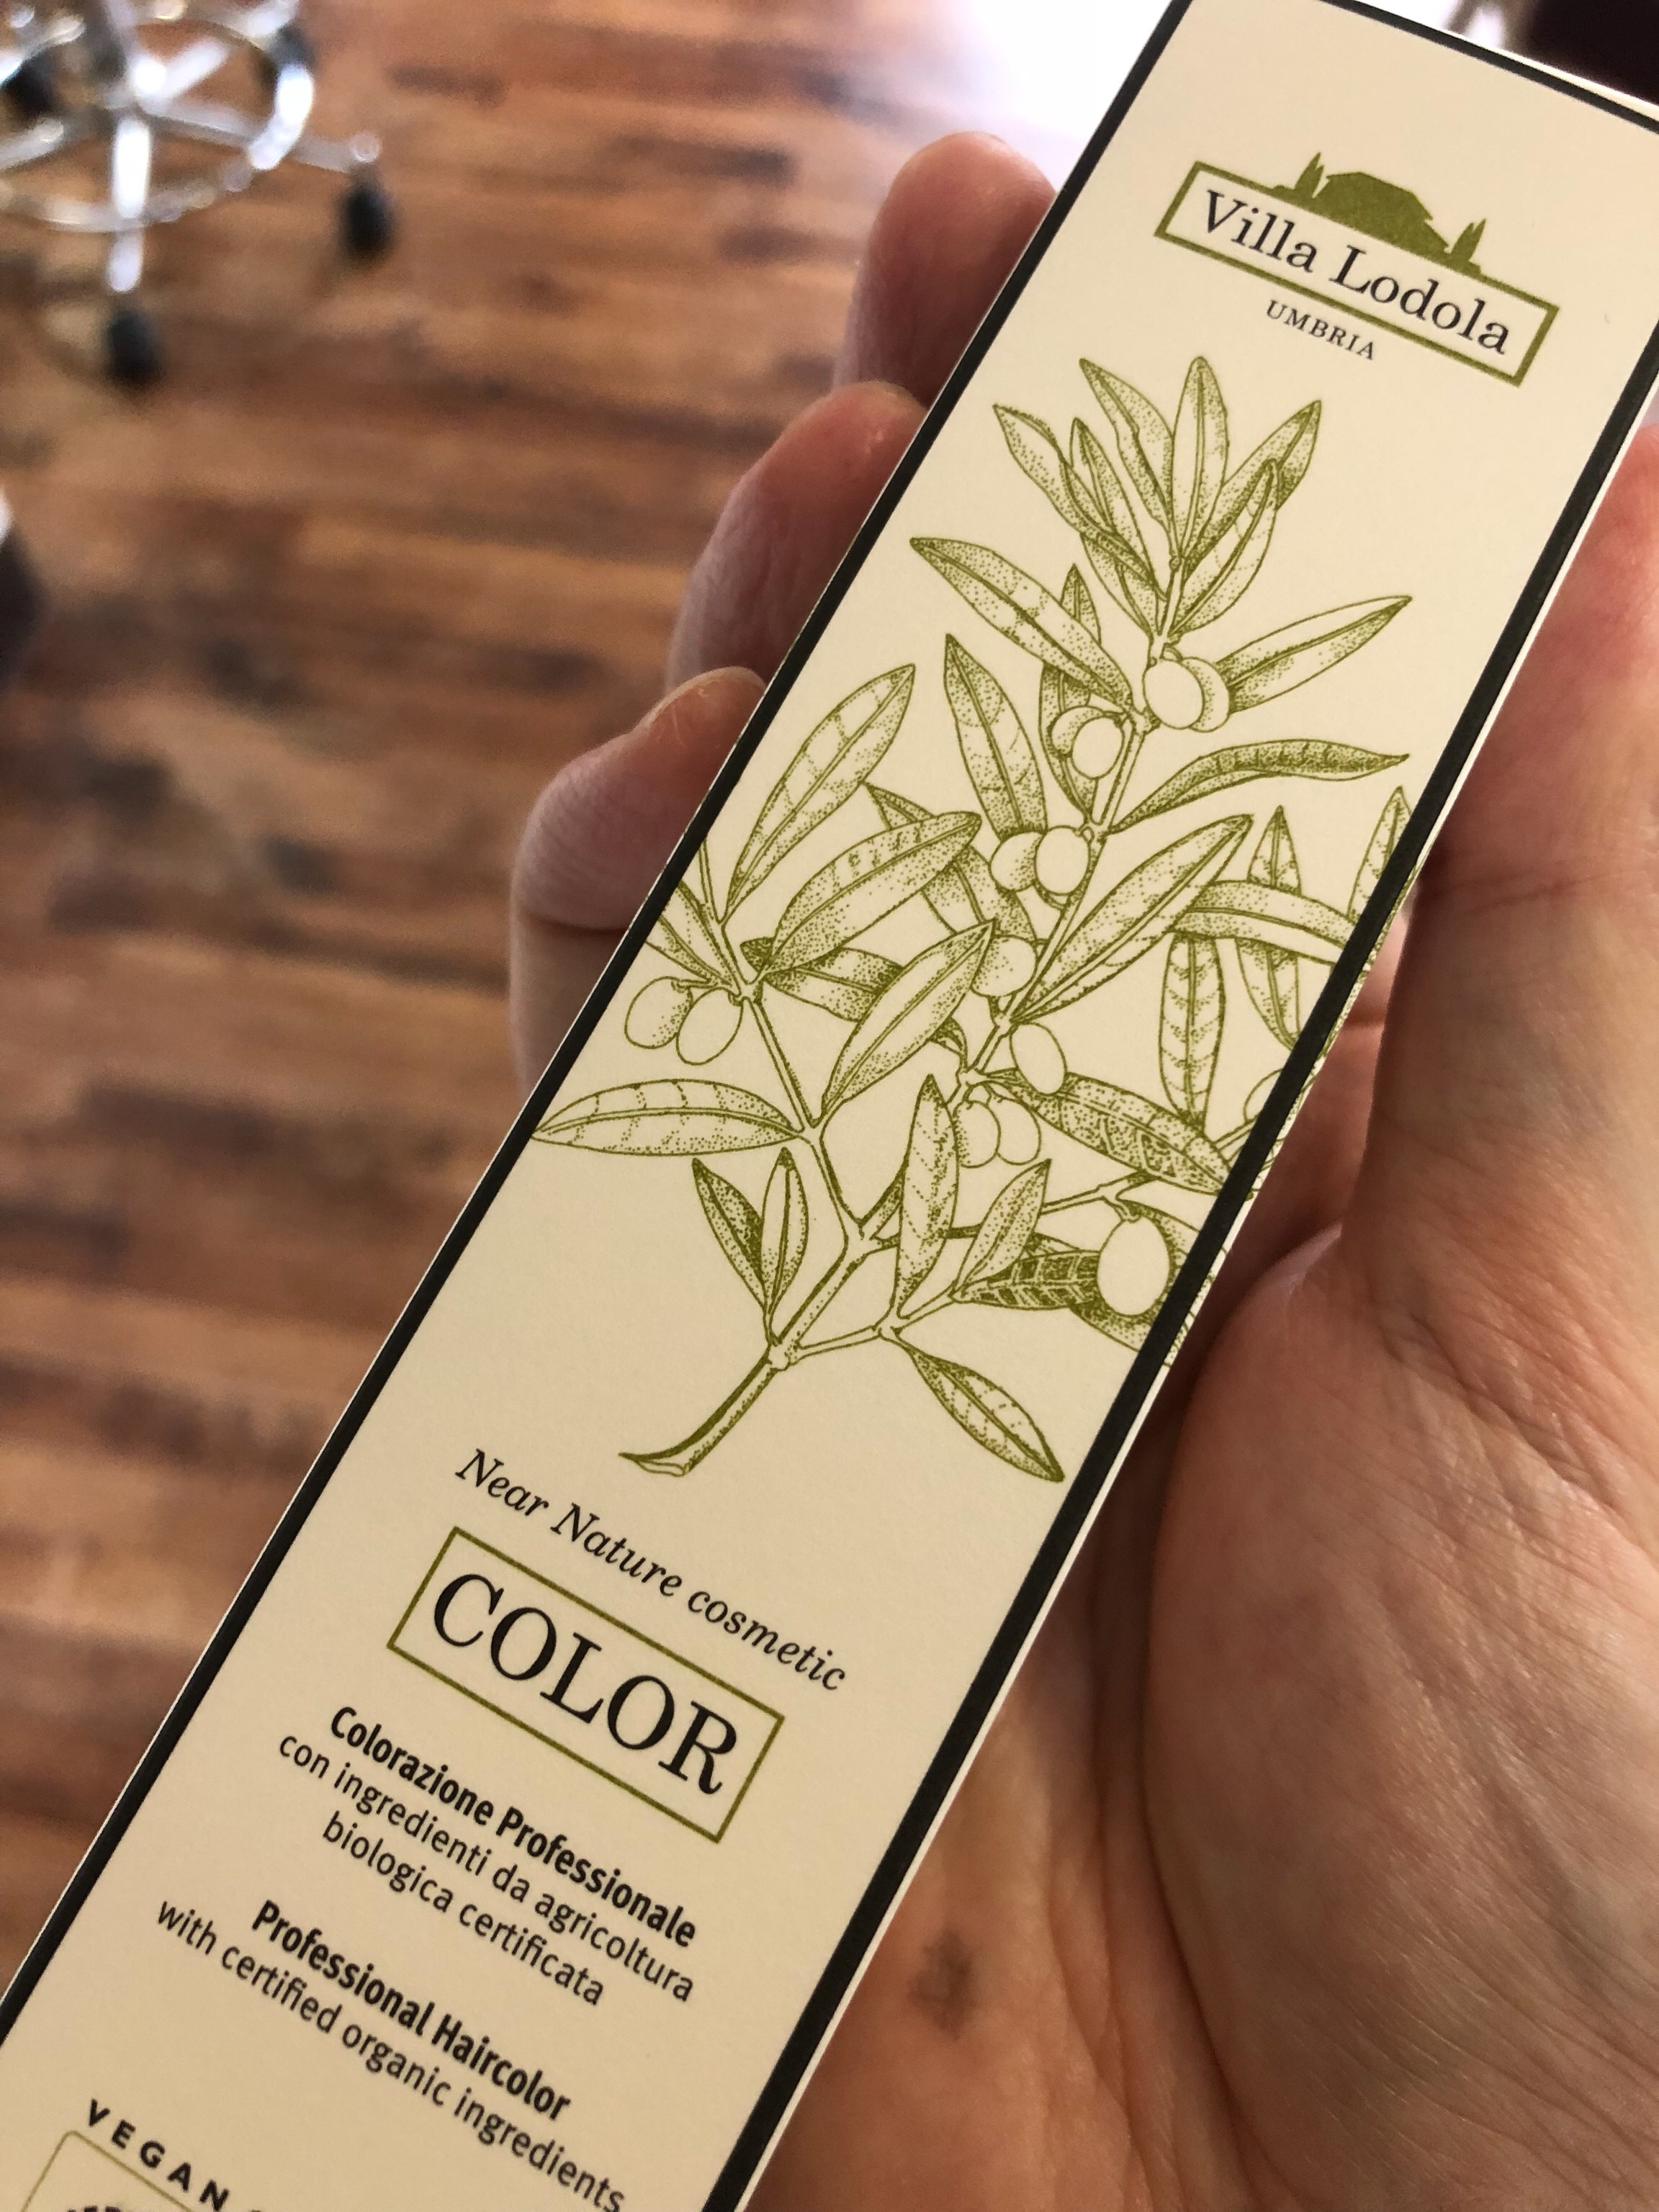 Villa Lodola
UMBRIA
Near Nature cosmetic
COLOR
Colorazione Professionale
con ingredienti da agricoltura
biologica certificata
Professional Haircolor
with certified organic ingredients
VEGAN